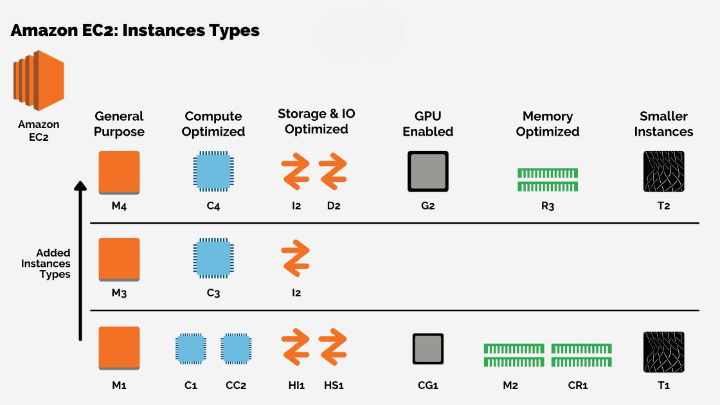 Amazon EC2: Instances Types
Amazon
EC2
General
Purpose
Compute
Optimized
Storage & IO
Optimized
GPU
Enabled
Memory
Optimized
Smaller
Instances
M4
C4
I2
D2
G2
R3
T2
Added
Instances
Types
M3
C3
I2
M1
C1
CC2
HI1
HS1
CG1
M2
CR1
T1